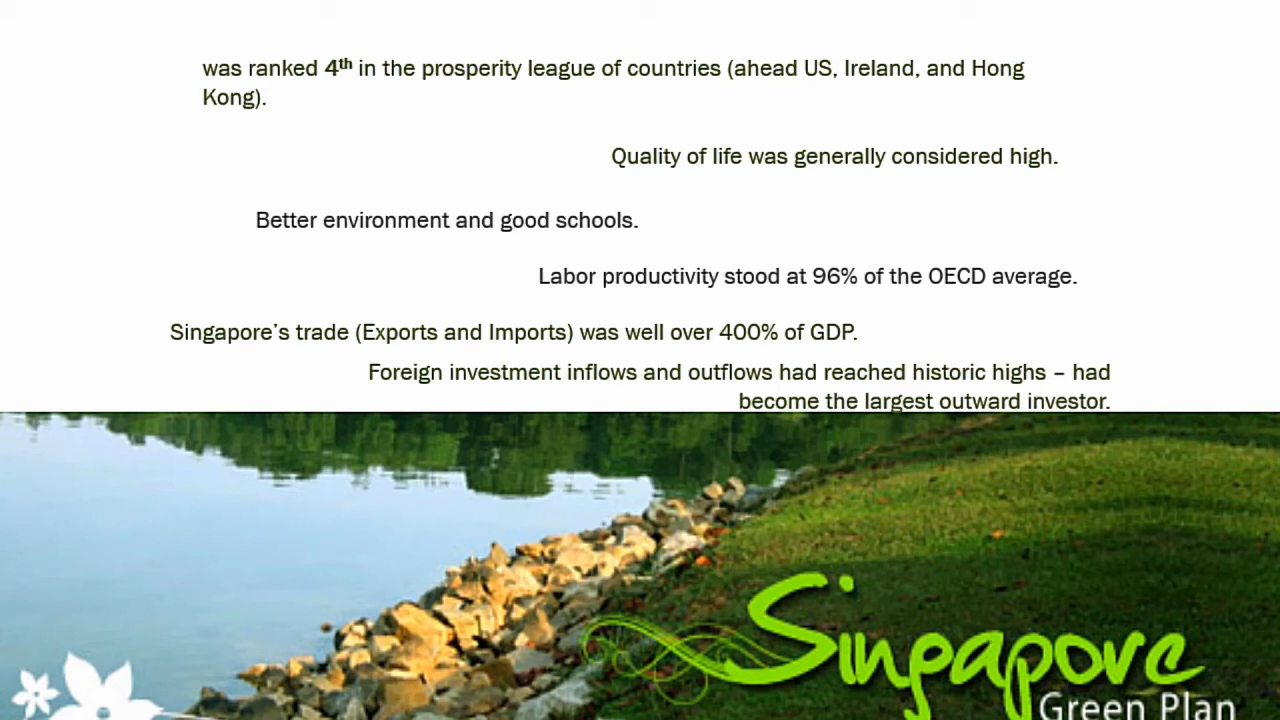 was ranked 4th in the prosperity league of countries (ahead US, Ireland, and Hong
Kong).
Quality of life was generally considered high.
Better environment and good schools.
Labor productivity stood at 96% of the OECD average.
Singapore's trade (Exports and Imports) was well over 400% of GDP.
Foreign investment inflows and outflows had reached historic highs – had
become the largest outward investor.
Singapore
Green Plan